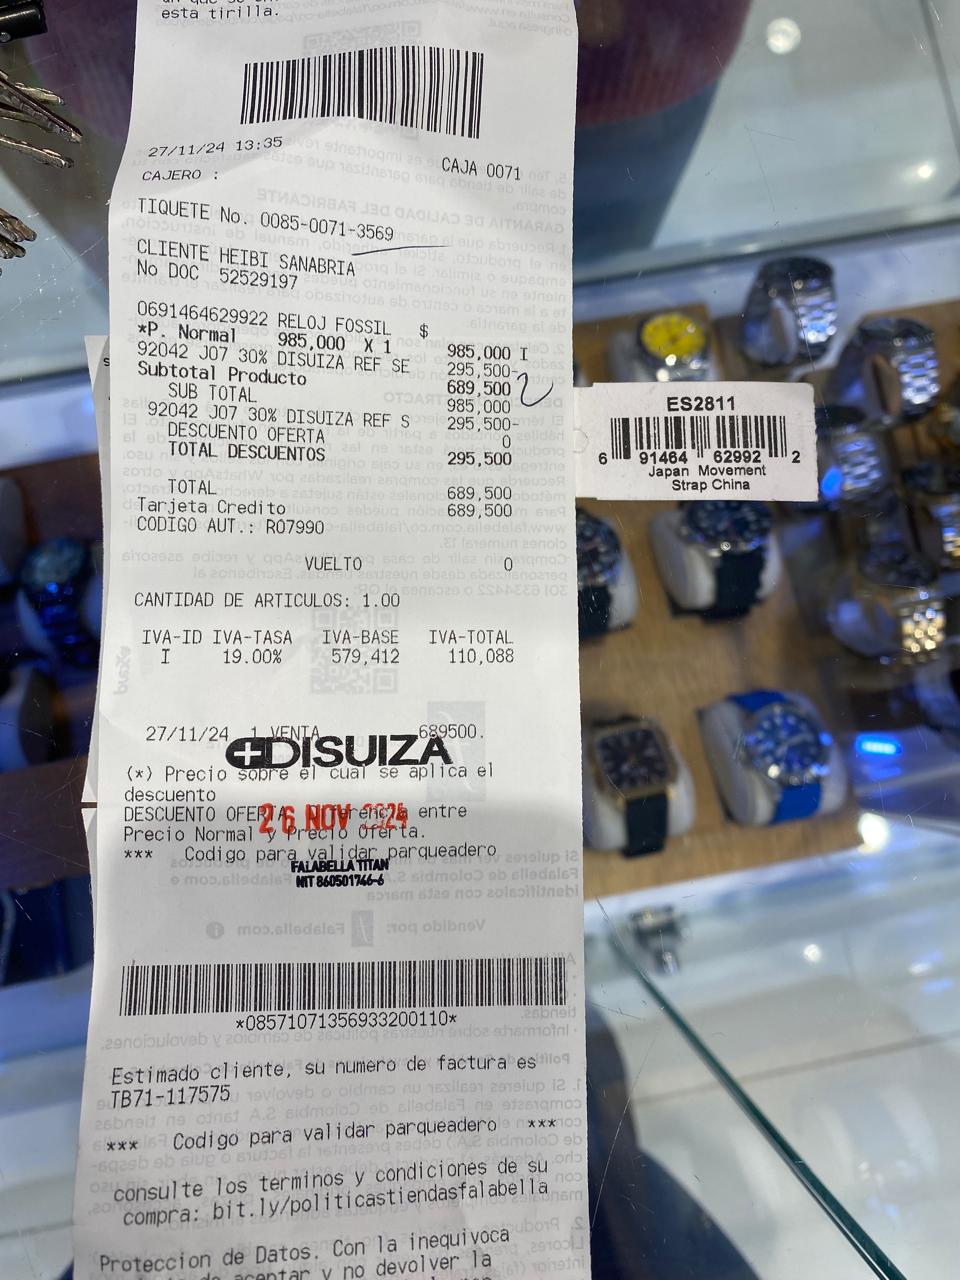 esta tirilla.
27/11/24 13:35
CAJA 0071
CAJERO :
TIQUETE No. 0085-0071-3569
CLIENTE HEIBI SANABRIA
No DOC 52529197
0691464629922 RELOJ FOSSIL $
*P. Normal 985,000 X 1 985,000 I
92042 J07 30% DISUIZA REF SE 295,500-
Subtotal Producto 689,500
SUB TOTAL 985,000
92042 J07 30% DISUIZA REF S 295,500-
DESCUENTO OFERTA 0
TOTAL DESCUENTOS 295,500
TOTAL 689,500
Tarjeta Credito 689,500
CODIGO AUT.: R07990
VUELTO 0
CANTIDAD DE ARTICULOS: 1.00
IVA-ID IVA-TASA IVA-BASE IVA-TOTAL
I 19.00% 579,412 110,088
27/11/24 1 VENTA 689500.
DISUIZA
(*) Precio sobre el cual se aplica el
descuento
26 NOV 2024
DESCUENTO OFERTA Diferencia entre
Precio Normal y Precio Oferta.
*** Codigo para validar parqueadero
FALABELLA TITAN
NIT 860501746-6
*08571071356933200110*
Estimado cliente, su numero de factura es
TB71-117575
*** Codigo para validar parqueadero ***
consulte los terminos y condiciones de su
compra: bit.ly/politicastiendasfalabella
Proteccion de Datos. Con la inequivoca
aceptar y no devolver la
ES2811
6 91464 62992 2
Japan Movement
Strap China